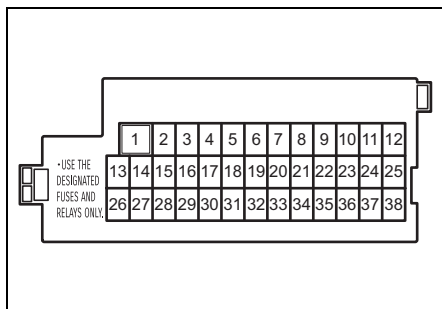 1 2 3 4 5 6 7 8 9 10 11 12
•USE THE
DESIGNATED
FUSES AND
RELAYS ONLY.
13 14 15 16 17 18 19 20 21 22 23 24 25
26 27 28 29 30 31 32 33 34 35 36 37 38